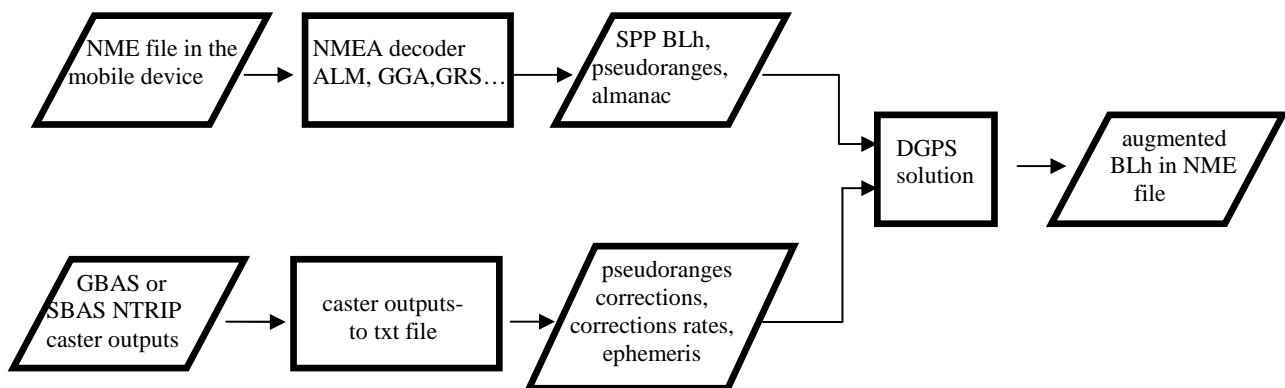 NME file in the
mobile device
NMEA decoder
ALM, GGA,GRS…
SPP BLh,
pseudoranges,
almanac
DGPS
solution
augmented
BLh in NME
file
GBAS or
SBAS NTRIP
caster outputs
caster outputs-
to txt file
pseudoranges
corrections,
corrections rates,
ephemeris